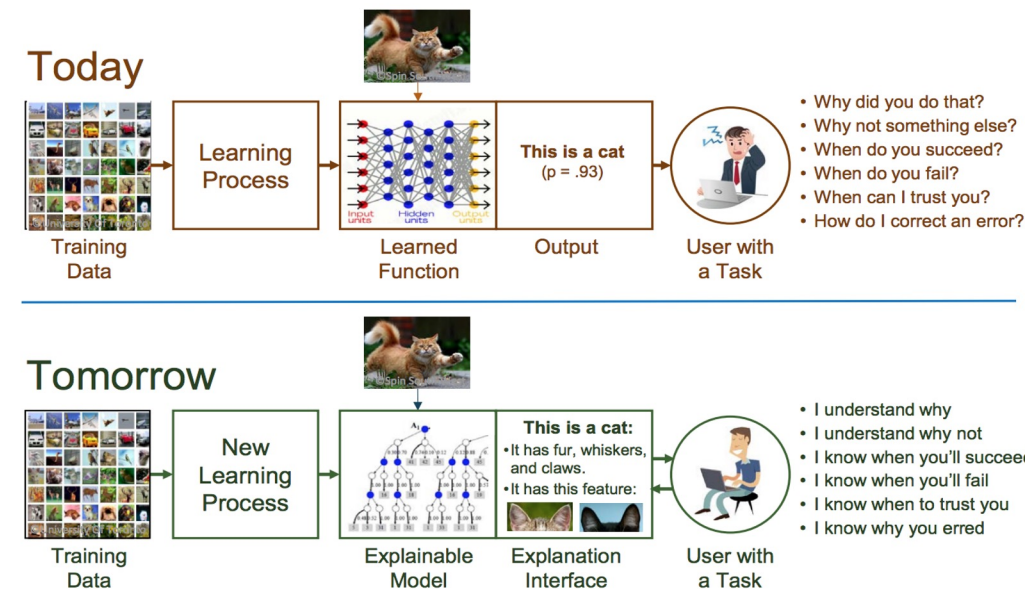 Today
©Spin Sou
Learning
Process
Input
units
Hidden
units
Output
units
This is a cat
(p = .93)
Training
Data
Learned
Function
Output
User with
a Task
• Why did you do that?
• Why not something else?
• When do you succeed?
• When do you fail?
• When can I trust you?
• How do I correct an error?
Tomorrow
©Spin Sou
New
Learning
Process
This is a cat:
•It has fur, whiskers,
and claws.
•It has this feature:
Training
Data
Explainable
Model
Explanation
Interface
User with
a Task
• I understand why
• I understand why not
• I know when you'll succeed
• I know when you'll fail
• I know when to trust you
• I know why you erred